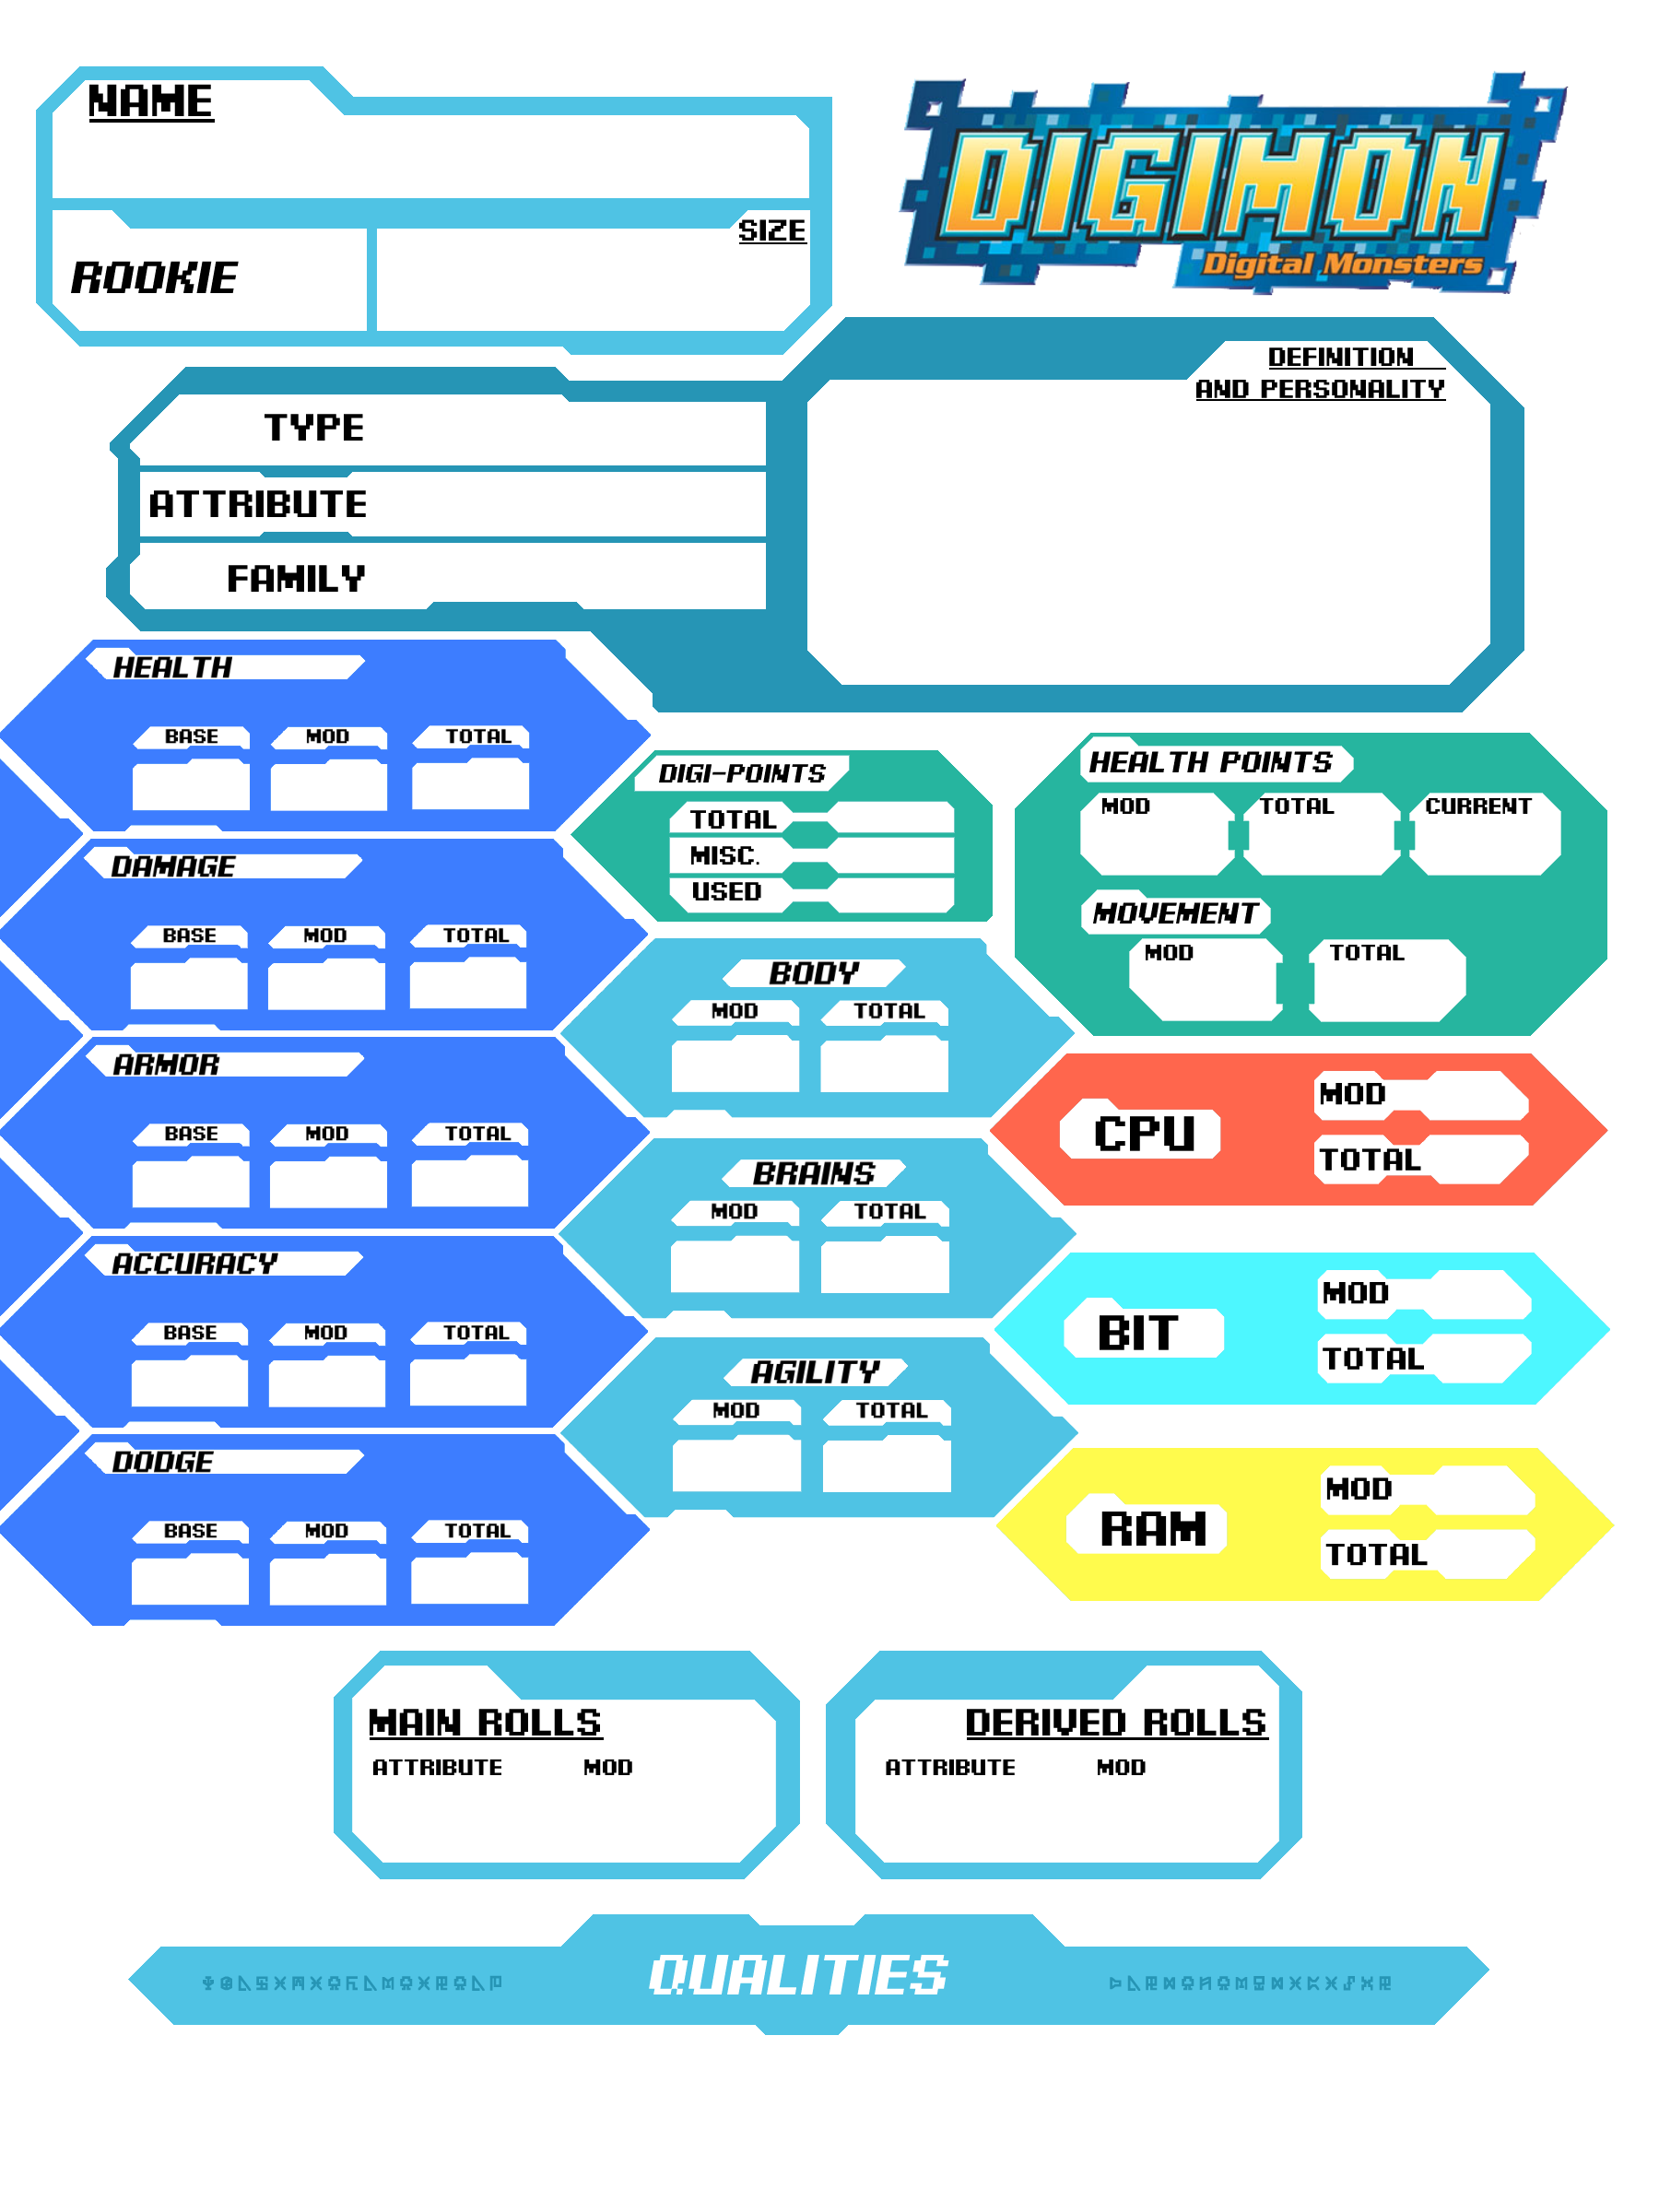 NAME
DIGIMON
Digital Monsters
SIZE
ROOKIE
DEFINITION
AND PERSONALITY
TYPE
ATTRIBUTE
FAMILY
HEALTH
BASE MOD TOTAL
DAMAGE
BASE MOD TOTAL
ARMOR
BASE MOD TOTAL
ACCURACY
BASE MOD TOTAL
DODGE
BASE MOD TOTAL
DIGI-POINTS
TOTAL
MISC.
USED
BODY
MOD TOTAL
BRAINS
MOD TOTAL
AGILITY
MOD TOTAL
HEALTH POINTS
MOD TOTAL CURRENT
MOVEMENT
MOD TOTAL
CPU
MOD
TOTAL
BIT
MOD
TOTAL
RAM
MOD
TOTAL
MAIN ROLLS
ATTRIBUTE MOD
DERIVED ROLLS
ATTRIBUTE MOD
QUALITIES